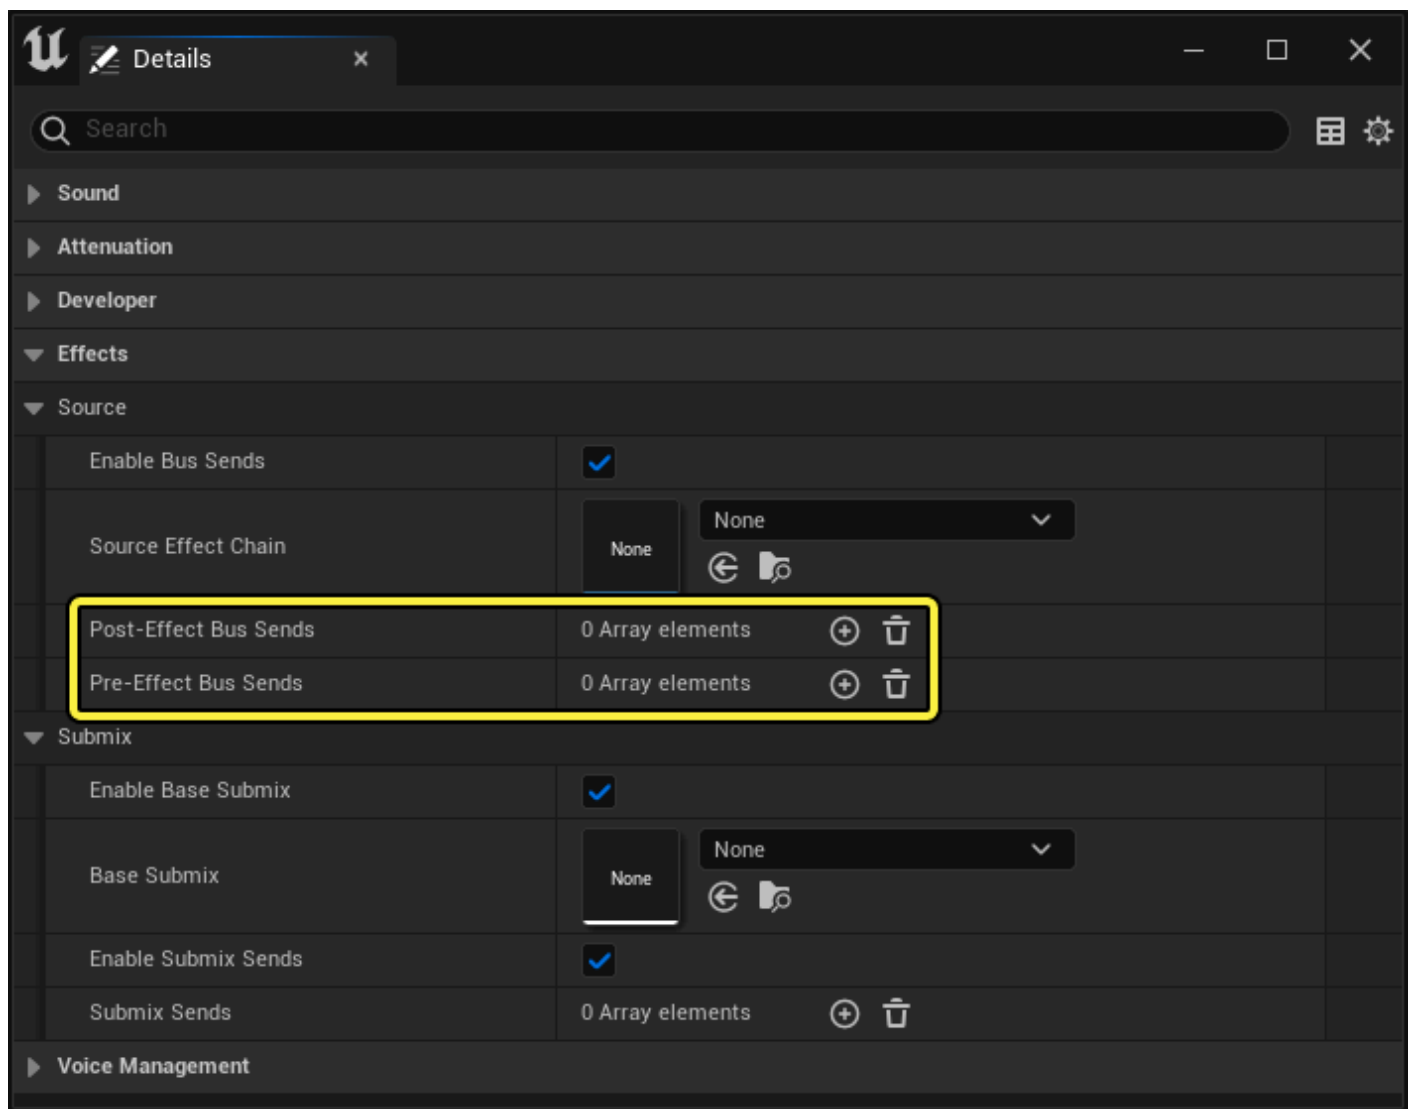 Details
Search
Sound
Attenuation
Developer
Effects
Source
Enable Bus Sends
Source Effect Chain
None
None
Post-Effect Bus Sends 0 Array elements
Pre-Effect Bus Sends 0 Array elements
Submix
Enable Base Submix
Base Submix
None
None
Enable Submix Sends
Submix Sends 0 Array elements
Voice Management